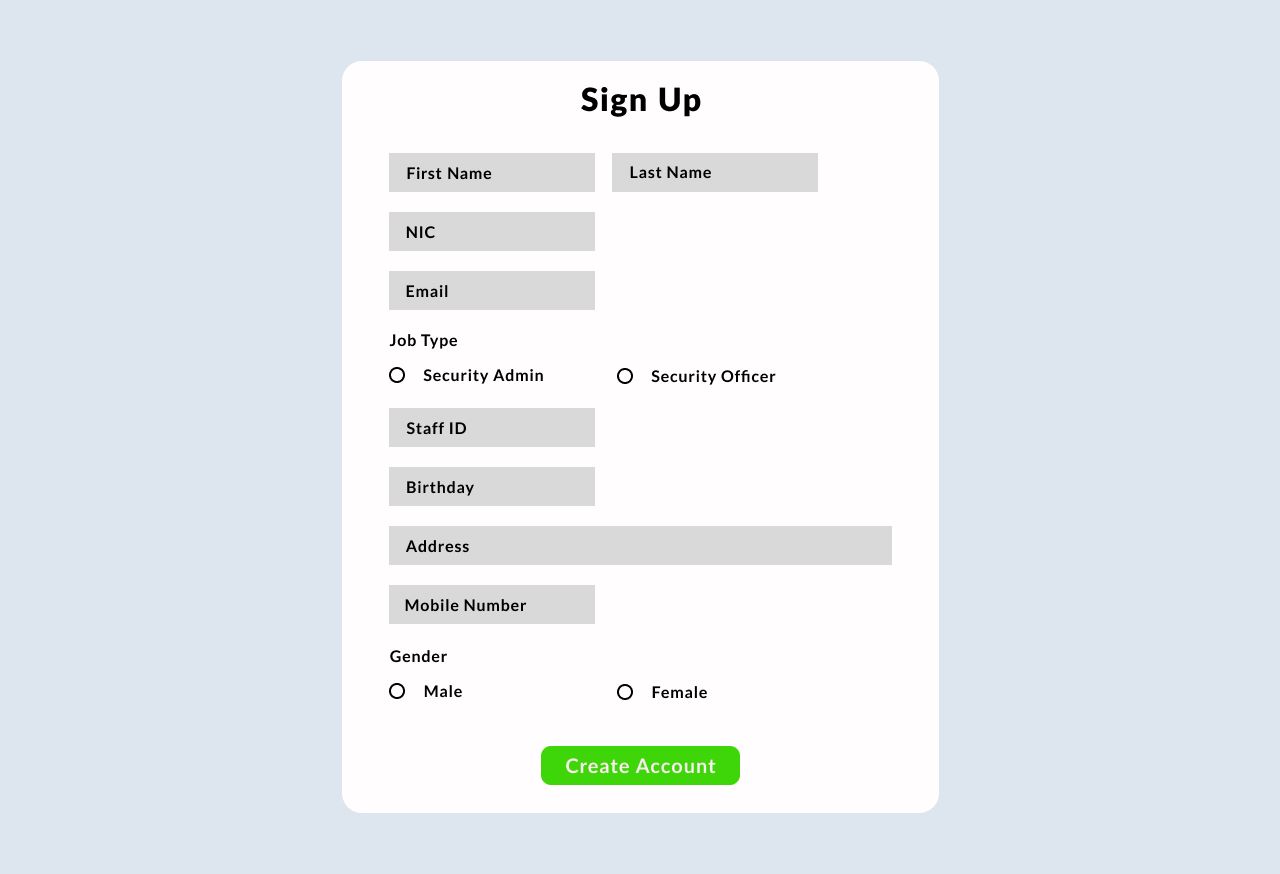 Sign Up
First Name Last Name
NIC
Email
Job Type
Security Admin Security Officer
Staff ID
Birthday
Address
Mobile Number
Gender
Male Female
Create Account